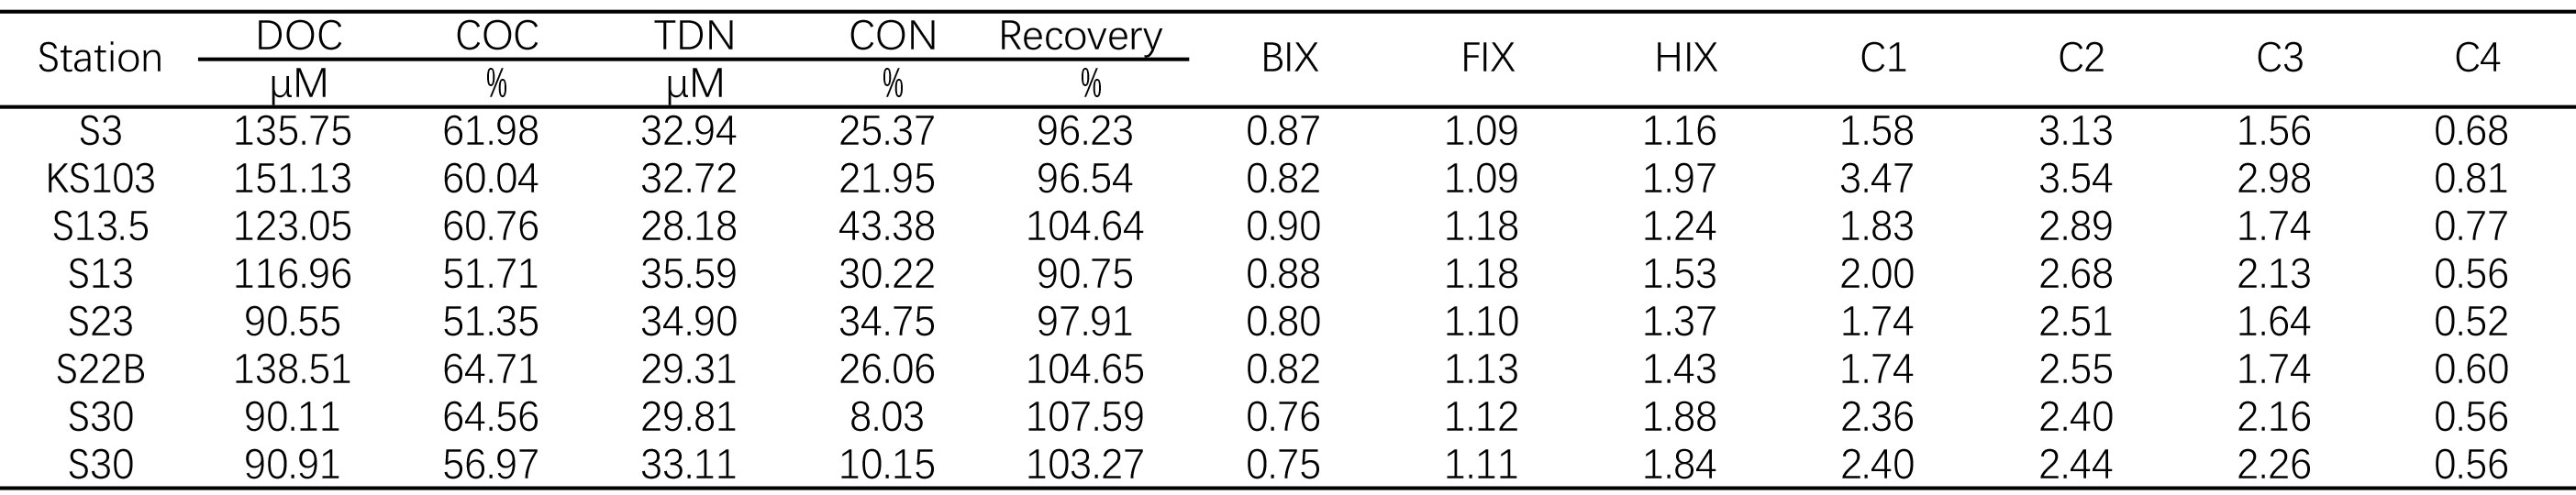 Station DOC COC TDN CON Recovery BIX FIX HIX C1 C2 C3 C4
μM % μM % %
S3 135.75 61.98 32.94 25.37 96.23 0.87 1.09 1.16 1.58 3.13 1.56 0.68
KS103 151.13 60.04 32.72 21.95 96.54 0.82 1.09 1.97 3.47 3.54 2.98 0.81
S13.5 123.05 60.76 28.18 43.38 104.64 0.90 1.18 1.24 1.83 2.89 1.74 0.77
S13 116.96 51.71 35.59 30.22 90.75 0.88 1.18 1.53 2.00 2.68 2.13 0.56
S23 90.55 51.35 34.90 34.75 97.91 0.80 1.10 1.37 1.74 2.51 1.64 0.52
S22B 138.51 64.71 29.31 26.06 104.65 0.82 1.13 1.43 1.74 2.55 1.74 0.60
S30 90.11 64.56 29.81 8.03 107.59 0.76 1.12 1.88 2.36 2.40 2.16 0.56
S30 90.91 56.97 33.11 10.15 103.27 0.75 1.11 1.84 2.40 2.44 2.26 0.56